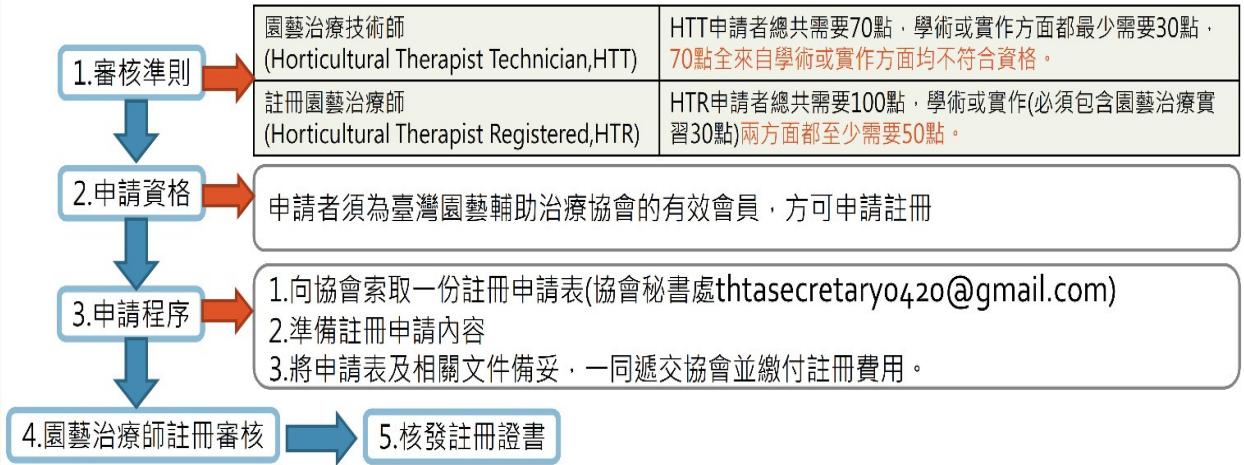 1.審核準則
園藝治療技術師
(Horticultural Therapist Technician,HTT)
HTT申請者總共需要70點，學術或實作方面都最少需要30點，
70點全來自學術或實作方面均不符合資格。
註冊園藝治療師
(Horticultural Therapist Registered,HTR)
HTR申請者總共需要100點，學術或實作(必須包含園藝治療實
習30點)兩方面都至少需要50點。
2.申請資格
申請者須為臺灣園藝輔助治療協會的有效會員，方可申請註冊
3.申請程序
1.向協會索取一份註冊申請表(協會秘書處thtasecretary0420@gmail.com)
2.準備註冊申請內容
3.將申請表及相關文件備妥，一同遞交協會並繳付註冊費用。
4.園藝治療師註冊審核
5.核發註冊證書